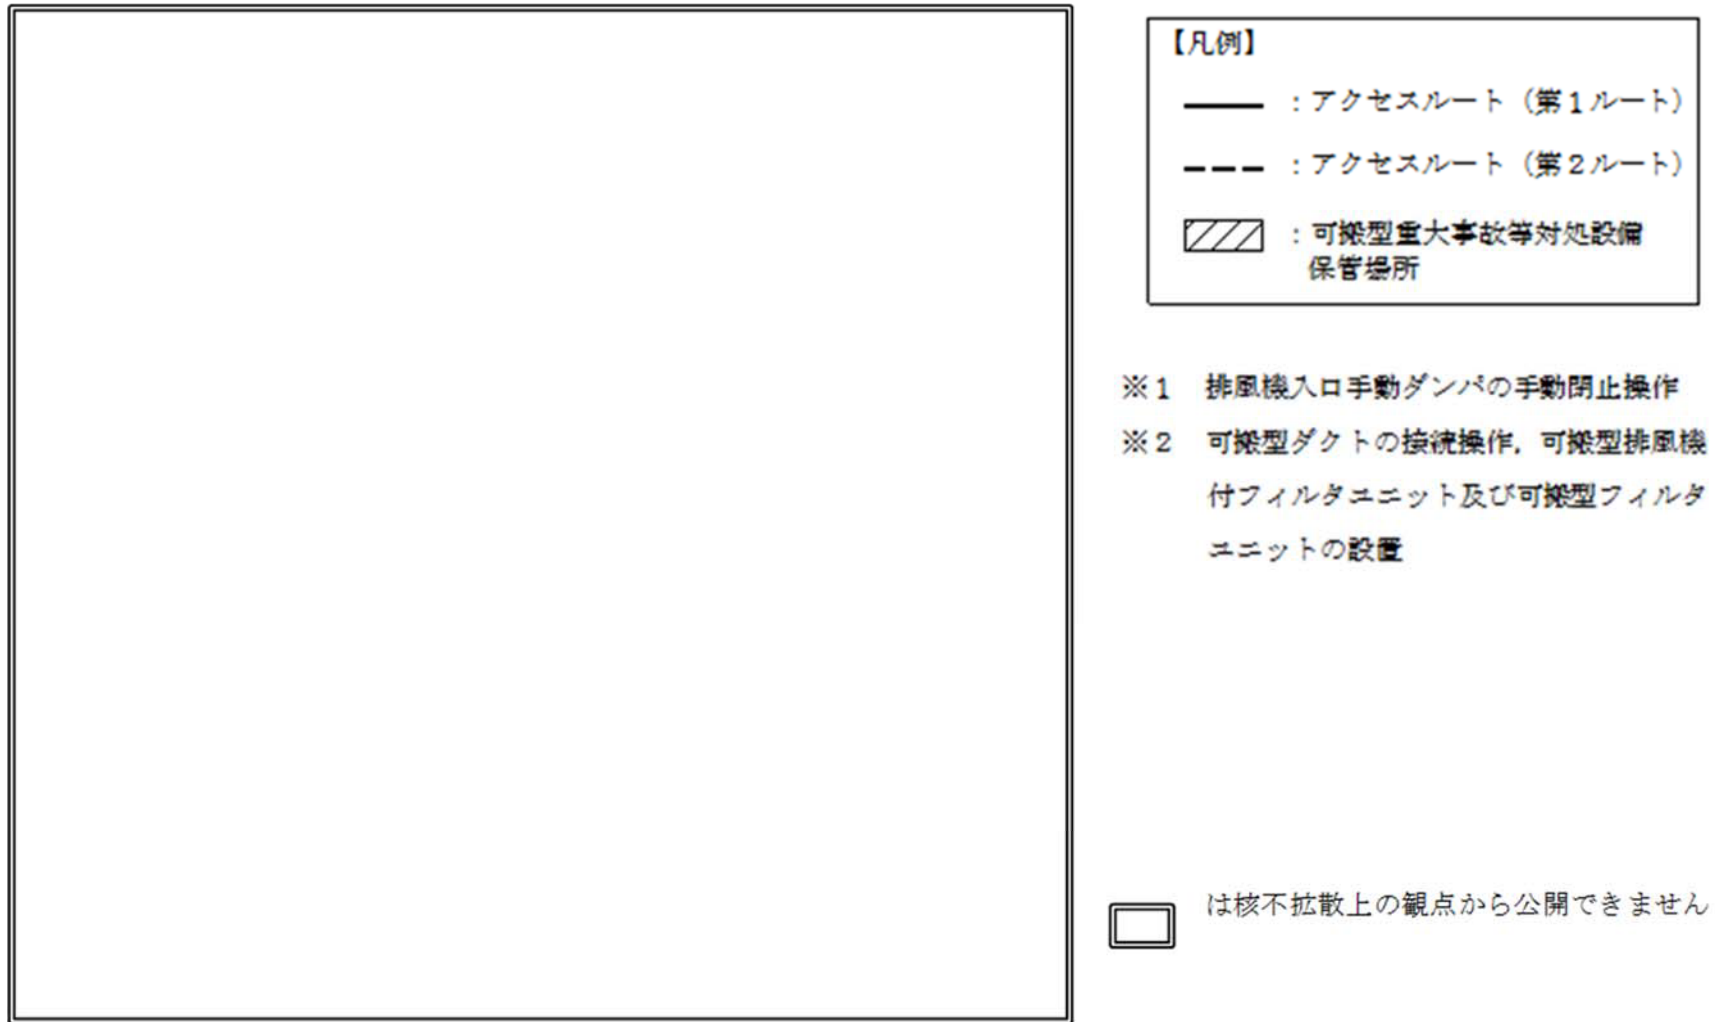 【凡例】
：アクセスルート（第１ルート）
：アクセスルート（第２ルート）
：可搬型重大事故等対処設備
保管場所
※１ 排風機入口手動ダンパの手動閉止操作
※２ 可搬型ダクトの接続操作，可搬型排風機
付フィルタユニット及び可搬型フィルタ
ユニットの設置
は核不拡散上の観点から公開できません